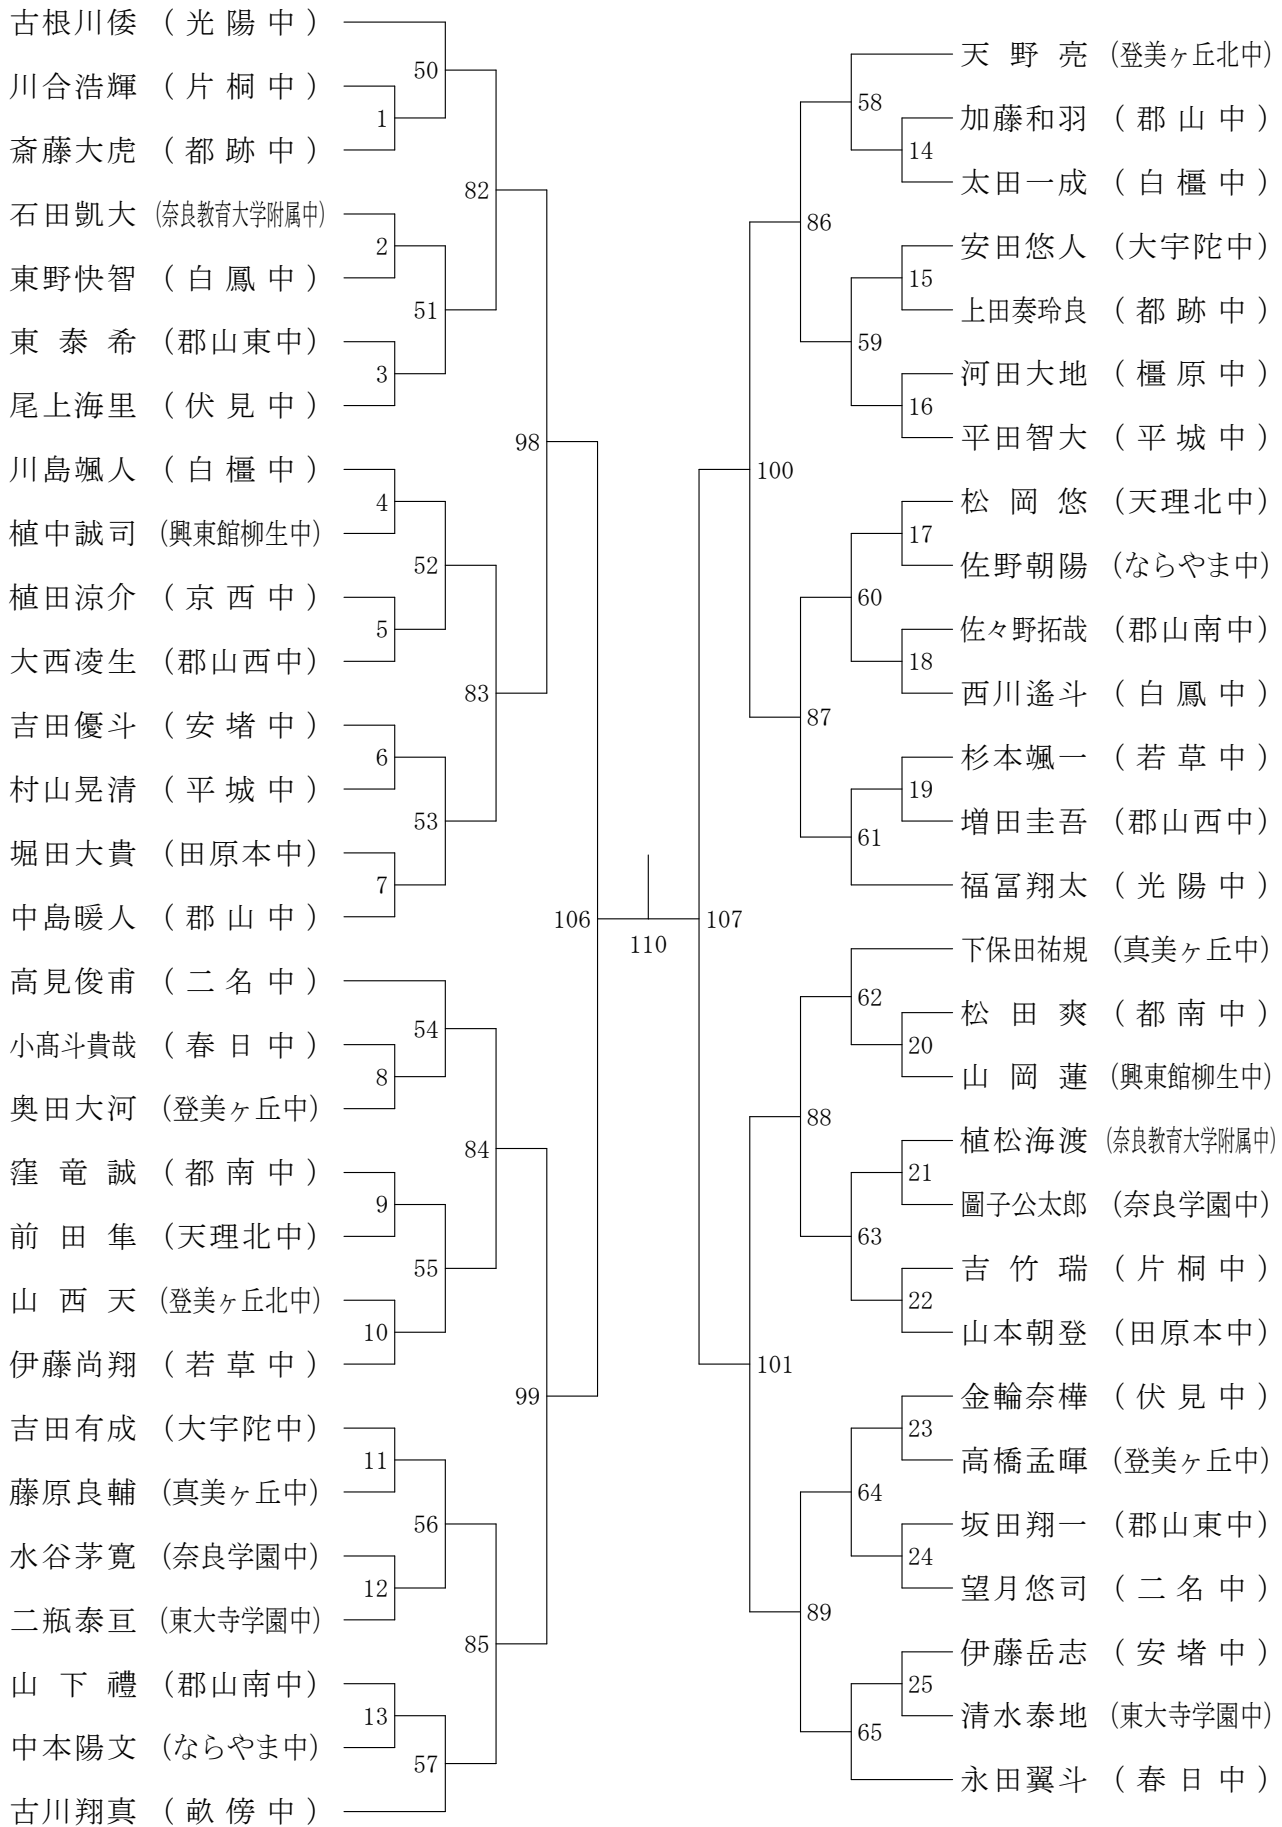 古根川倭（光陽中）
川合浩輝（片桐中）
斎藤大虎（都跡中）
石田凱大（奈良教育大学附属中）
東野快智（白鳳中）
東泰希（郡山東中）
尾上海里（伏見中）
川島颯人（白橿中）
植中誠司（興東館柳生中）
植田涼介（京西中）
大西凌生（郡山西中）
吉田優斗（安堵中）
村山晃清（平城中）
堀田大貴（田原本中）
中島暖人（郡山中）
高見俊甫（二名中）
小髙斗貴哉（春日中）
奥田大河（登美ヶ丘中）
窪竜誠（都南中）
前田隼（天理北中）
山西天（登美ヶ丘北中）
伊藤尚翔（若草中）
吉田有成（大宇陀中）
藤原良輔（真美ヶ丘中）
水谷茅寛（奈良学園中）
二瓶泰亘（東大寺学園中）
山下禮（郡山南中）
中本陽文（ならやま中）
古川翔真（畝傍中）
1
2
3
4
5
6
7
8
9
10
11
12
13
50
51
52
53
54
55
56
57
82
83
84
85
98
99
106
110
107
100
101
86
87
88
89
58
59
60
61
62
63
64
65
14
15
16
17
18
19
20
21
22
23
24
25
天野亮（登美ヶ丘北中）
加藤和羽（郡山中）
太田一成（白橿中）
安田悠人（大宇陀中）
上田奏玲良（都跡中）
河田大地（橿原中）
平田智大（平城中）
松岡悠（天理北中）
佐野朝陽（ならやま中）
佐々野拓哉（郡山南中）
西川遙斗（白鳳中）
杉本颯一（若草中）
増田圭吾（郡山西中）
福冨翔太（光陽中）
下保田祐規（真美ヶ丘中）
松田爽（都南中）
山岡蓮（興東館柳生中）
植松海渡（奈良教育大学附属中）
圖子公太郎（奈良学園中）
吉竹瑞（片桐中）
山本朝登（田原本中）
金輪奈樺（伏見中）
高橋孟暉（登美ヶ丘中）
坂田翔一（郡山東中）
望月悠司（二名中）
伊藤岳志（安堵中）
清水泰地（東大寺学園中）
永田翼斗（春日中）